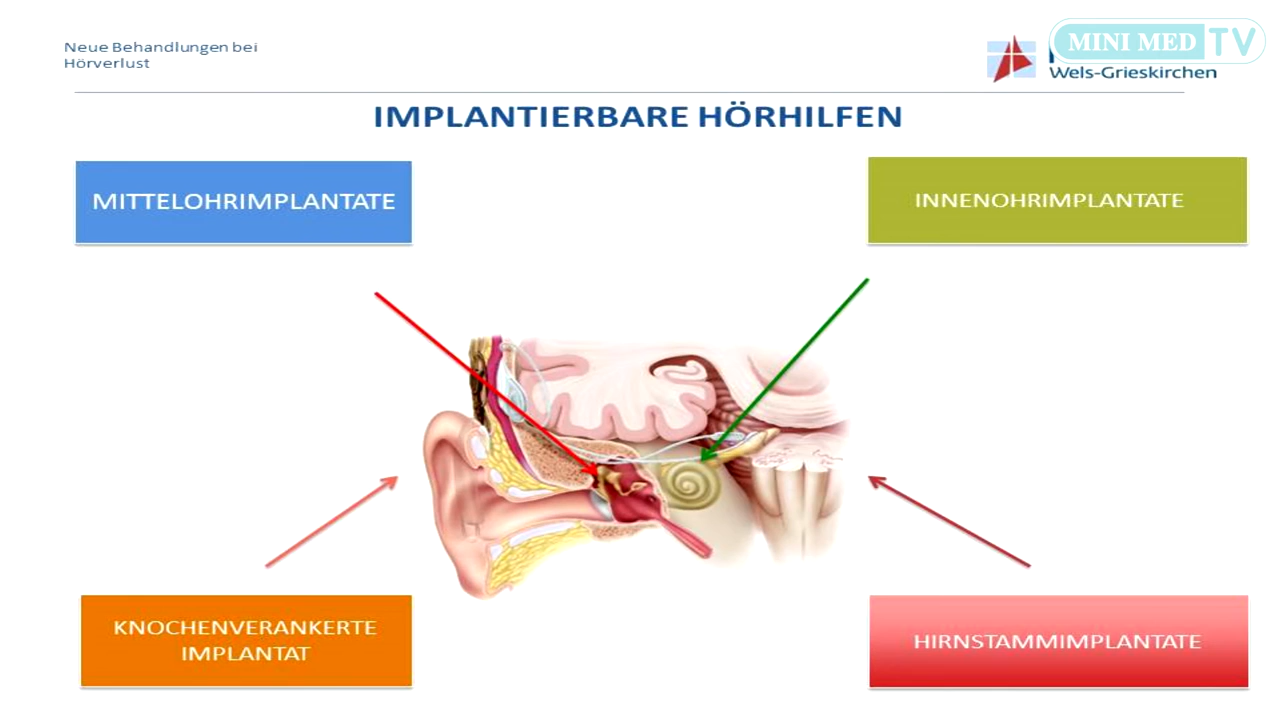 Neue Behandlungen bei
Hörverlust
MINI MED TV
Wels-Grieskirchen
IMPLANTIERBARE HÖRHILFEN
MITTELOHRIMPLANTATE
INNENOHRIMPLANTATE
KNOCHENVERANKERTE
IMPLANTAT
HIRNSTAMMIMPLANTATE